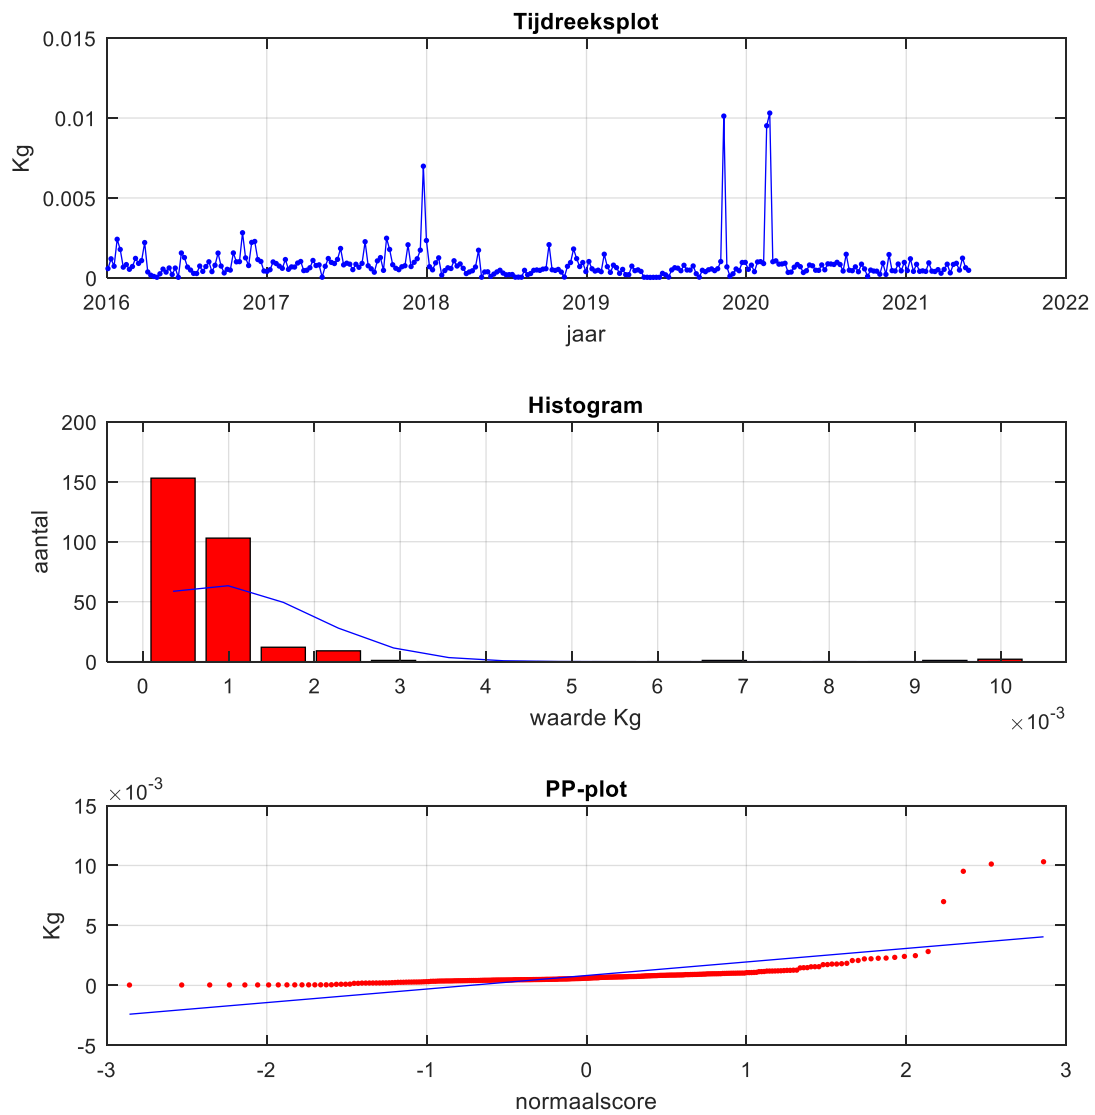 Tijdreeksplot
0.015
0.01
0.005
0
Kg
2016 2017 2018 2019 2020 2021 2022
jaar
Histogram
200
150
100
50
0
aantal
0 1 2 3 4 5 6 7 8 9 10
waarde Kg
×10-3
PP-plot
×10-3
15
10
5
0
-5
Kg
-3 -2 -1 0 1 2 3
normaalscore